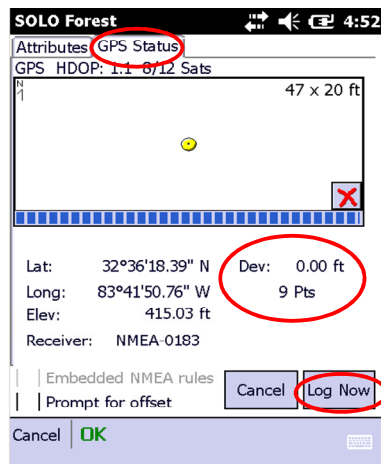 SOLO Forest 4:52
Attributes GPS Status
GPS HDOP: 1.1 8/12 Sats
N
47 x 20 ft
Lat: 32°36'18.39" N Dev: 0.00 ft
Long: 83°41'50.76" W 9 Pts
Elev: 415.03 ft
Receiver: NMEA-0183
Embedded NMEA rules
Prompt for offset
Cancel Log Now
Cancel OK